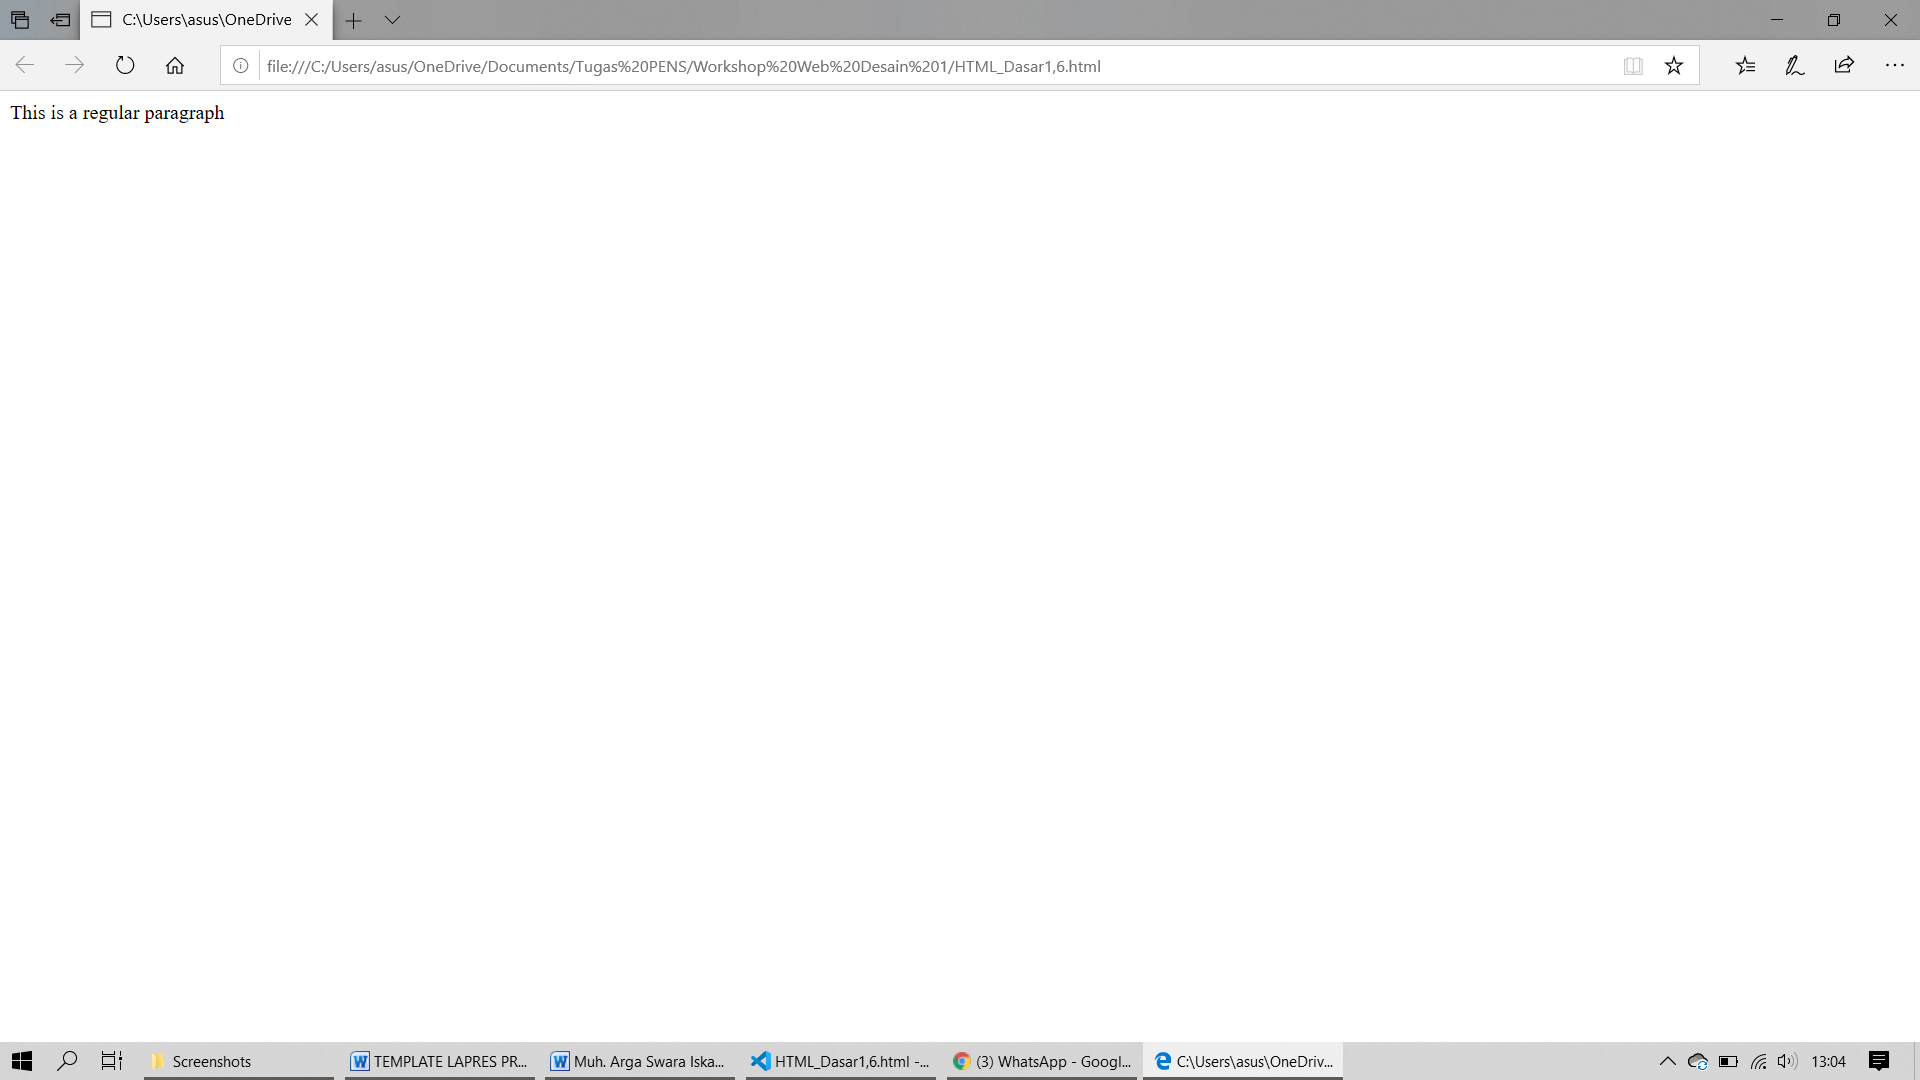 C:\Users\asus\OneDrive
file:///C:/Users/asus/OneDrive/Documents/Tugas%20PENS/Workshop%20Web%20Desain%201/HTML_Dasar1,6.html
This is a regular paragraph
Screenshots
TEMPLATE LAPRES PR...
Muh. Arga Swara Iska...
HTML_Dasar1,6.html -...
(3) WhatsApp - Googl...
C:\Users\asus\OneDriv...
13:04